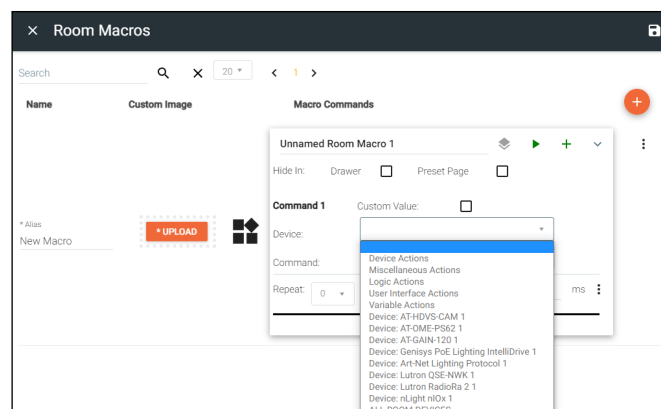 Room Macros
Search 20 1
Name Custom Image Macro Commands
Unnamed Room Macro 1
Hide In: Drawer Preset Page
Command 1 Custom Value:
* Alias
New Macro
* UPLOAD
Device:
Command:
Repeat: 0 ms
Device Actions
Miscellaneous Actions
Logic Actions
User Interface Actions
Variable Actions
Device: AT-HDVS-CAM 1
Device: AT-OME-PS62 1
Device: AT-GAIN-120 1
Device: Genisys PoE Lighting IntelliDrive 1
Device: Art-Net Lighting Protocol 1
Device: Lutron QSE-NWK 1
Device: Lutron RadioRa 2 1
Device: nLight nIOx 1
ALL ROOM DEVICES